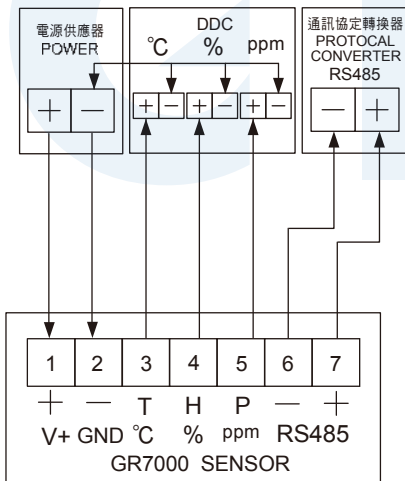 電源供應器
POWER
+ −
DDC
℃ % ppm
+ − + − + −
通訊協定轉換器
PROTOCAL
CONVERTER
RS485
− +
1 2 3 4 5 6 7
+ − T H P − +
V+ GND ℃ % ppm RS485
GR7000 SENSOR